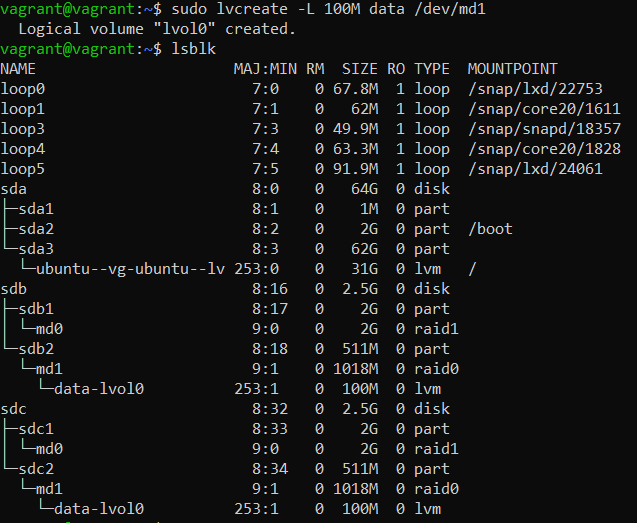 vagrant@vagrant:~$ sudo lvcreate -L 100M data /dev/md1
  Logical volume "lvol0" created.
vagrant@vagrant:~$ lsblk
NAME                      MAJ:MIN RM  SIZE RO TYPE  MOUNTPOINT
loop0                       7:0    0 67.8M  1 loop  /snap/lxd/22753
loop1                       7:1    0   62M  1 loop  /snap/core20/1611
loop3                       7:3    0 49.9M  1 loop  /snap/snapd/18357
loop4                       7:4    0 63.3M  1 loop  /snap/core20/1828
loop5                       7:5    0 91.9M  1 loop  /snap/lxd/24061
sda                         8:0    0   64G  0 disk
├─sda1                      8:1    0    1M  0 part
├─sda2                      8:2    0    2G  0 part  /boot
└─sda3                      8:3    0   62G  0 part
  └─ubuntu--vg-ubuntu--lv 253:0    0   31G  0 lvm   /
sdb                         8:16   0  2.5G  0 disk
├─sdb1                      8:17   0    2G  0 part
│ └─md0                     9:0    0    2G  0 raid1
└─sdb2                      8:18   0  511M  0 part
  └─md1                     9:1    0 1018M  0 raid0
    └─data-lvol0          253:1    0  100M  0 lvm
sdc                         8:32   0  2.5G  0 disk
├─sdc1                      8:33   0    2G  0 part
│ └─md0                     9:0    0    2G  0 raid1
└─sdc2                      8:34   0  511M  0 part
  └─md1                     9:1    0 1018M  0 raid0
    └─data-lvol0          253:1    0  100M  0 lvm